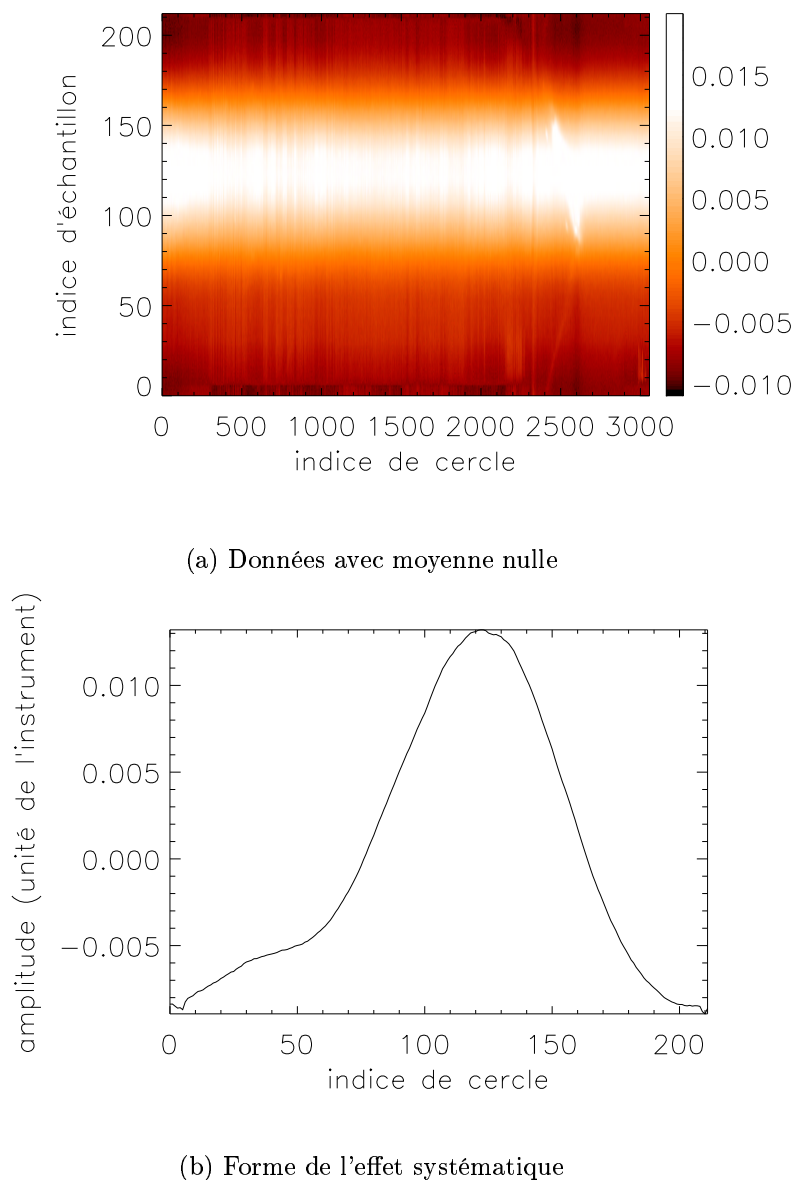 200
150
100
50
0
indice d'échantillon
0.015
0.010
0.005
0.000
−0.005
−0.010
0 500 1000 1500 2000 2500 3000
indice de cercle
(a) Données avec moyenne nulle
amplitude (unité de l'instrument)
0.010
0.005
0.000
−0.005
0 50 100 150 200
indice de cercle
(b) Forme de l'effet systématique